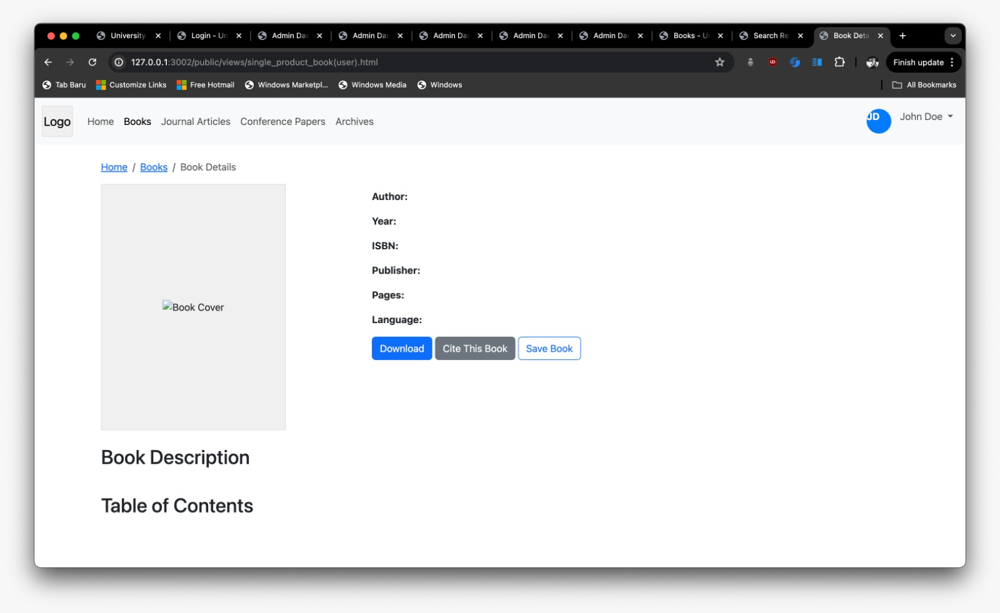 University
Login - Un
Admin Das
Admin Das
Admin Das
Admin Das
Admin Das
Books - Ur
Search Re
Book Deta
127.0.0.1:3002/public/views/single_product_book(user).html
Finish update
Tab Baru
Customize Links
Free Hotmail
Windows Marketpl...
Windows Media
Windows
All Bookmarks
Logo
Home
Books
Journal Articles
Conference Papers
Archives
JD
John Doe
Home / Books / Book Details
Book Cover
Author:
Year:
ISBN:
Publisher:
Pages:
Language:
Download
Cite This Book
Save Book
Book Description
Table of Contents